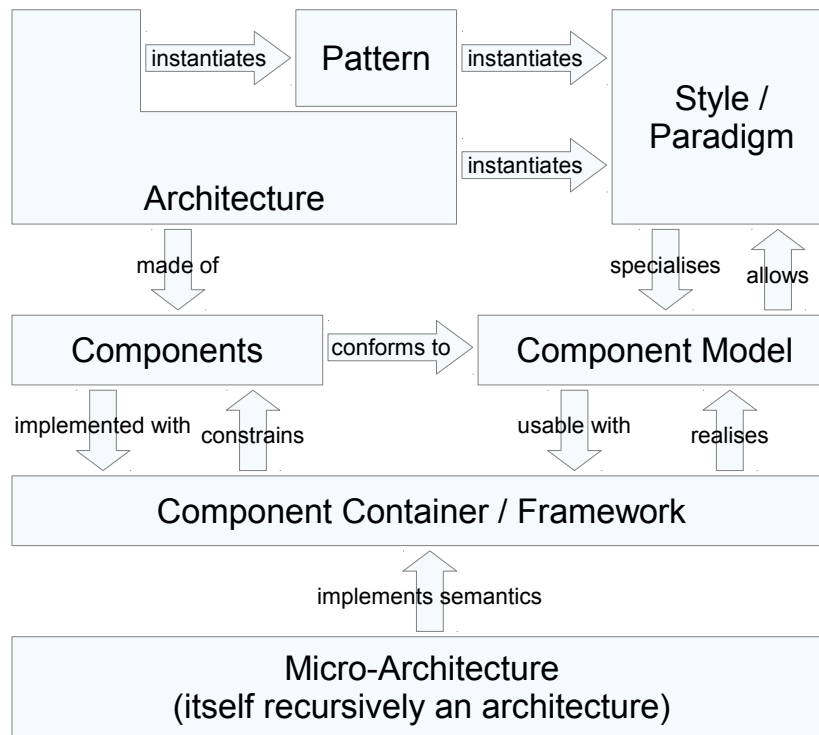 instantiates
Pattern
instantiates
Style /
Paradigm
instantiates
Architecture
made of
specialises
allows
Components
conforms to
Component Model
implemented with
constrains
usable with
realises
Component Container / Framework
implements semantics
Micro-Architecture
(itself recursively an architecture)